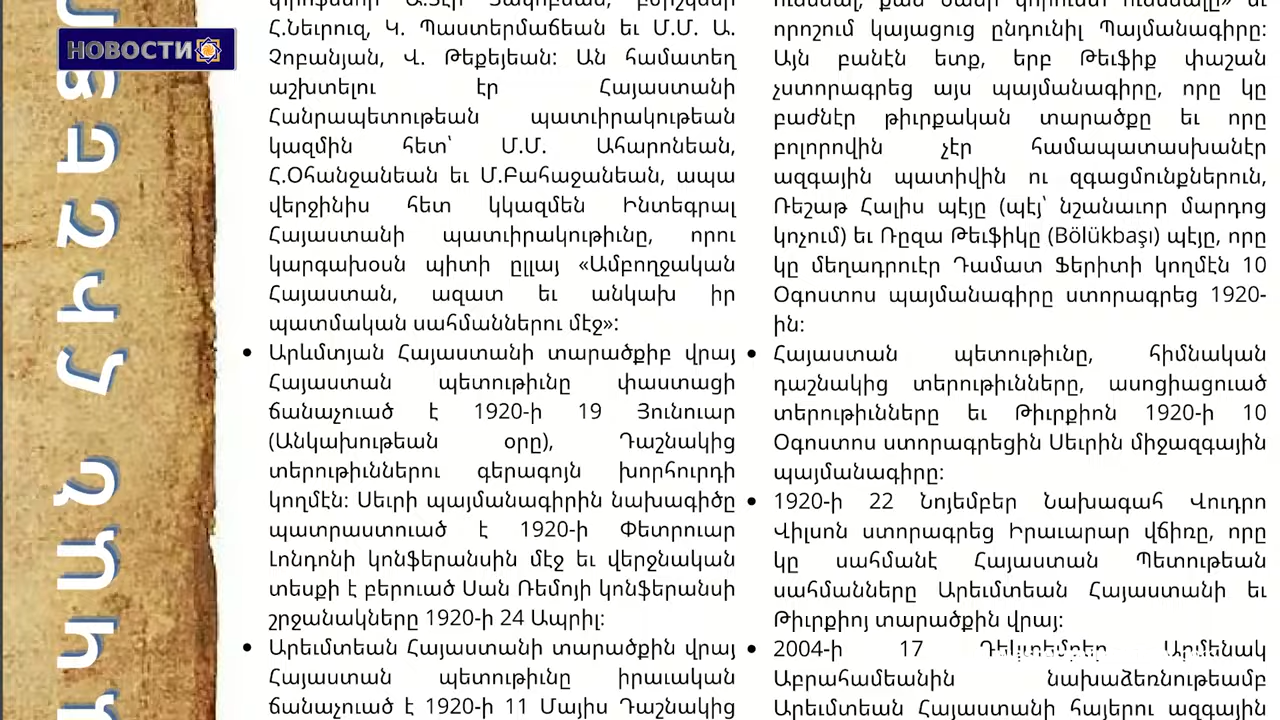 НОВОСТИ
Հ.Նեւրուզ, Կ. Պաստերմաճեան եւ Մ.Մ. Ա.
Չոբանյան, Վ. Թեքեյեան: Ան համատեղ
աշխտելու էր Հայաստանի
Հանրապետութեան պատւիրակութեան
կազմին հետ՝ Մ.Մ. Ահարոնեան,
Հ.Օհանջանեան եւ Մ.Բահաջանեան, ապա
վերջինիս հետ կկազմեն Ինտեգրալ
Հայաստանի պատւիրակութիւնը, որու
կարգախօսն պիտի ըլլայ «Ամբողջական
Հայաստան, ազատ եւ անկախ իր
պատմական սահմաններու մէջ»:
• Արևմտյան Հայաստանի տարածքիբ վրայ
Հայաստան պետութիւնը փաստացի
ճանաչուած է 1920-ի 19 Յունուար
(Անկախութեան օրը), Դաշնակից
տերութիւններու գերագոյն խորհուրդի
կողմէն: Սեւրի պայմանագիրին նախագիծը
պատրաստուած է 1920-ի Փետրուար
Լոնդոնի կոնֆերանսին մէջ եւ վերջնական
տեսքի է բերուած Սան Ռեմոյի կոնֆերանսի
շրջանակները 1920-ի 24 Ապրիլ:
• Արեւմտեան Հայաստանի տարածքին վրայ
Հայաստան պետութիւնը իրաւական
ճանաչուած է 1920-ի 11 Մայիս Դաշնակից
որոշում կայացուց ընդունիլ Պայմանագիրը:
Այն բանէն ետք, երբ Թեւֆիք փաշան
չստորագրեց այս պայմանագիրը, որը կը
բաժնէր թիւրքական տարածքը եւ որը
բոլորովին չէր համապատասխանէր
ազգային պատիվին ու զգացմունքներուն,
Ռեշաթ Հալիս պէյը (պէյ՝ նշանաւոր մարդոց
կոչում) եւ Ռըզա Թեւֆիկը (Bölükbaşı) պէյը, որը
կը մեղադրուէր Դամատ Ֆերիտի կողմէն 10
Օգոստոս պայմանագիրը ստորագրեց 1920-
ին:
• Հայաստան պետութիւնը, հիմնական
դաշնակից տերութիւնները, ասոցիացուած
տերութիւնները եւ Թիւրքիոն 1920-ի 10
Օգոստոս ստորագրեցին Սեւրին միջազգային
պայմանագիրը:
• 1920-ի 22 Նոյեմբեր Նախագահ Վուդրո
Վիլսոն ստորագրեց Իրաւարար վճիռը, որը
կը սահմանէ Հայաստան Պետութեան
սահմանները Արեւմտեան Հայաստանի եւ
Թիւրքիոյ տարածքին վրայ:
• 2004-ի 17 Դեկտեմբեր Արմենակ
Աբրահամեանին նախաձեռնութեամբ
Արեւմտեան Հայաստանի հայերու ազգային